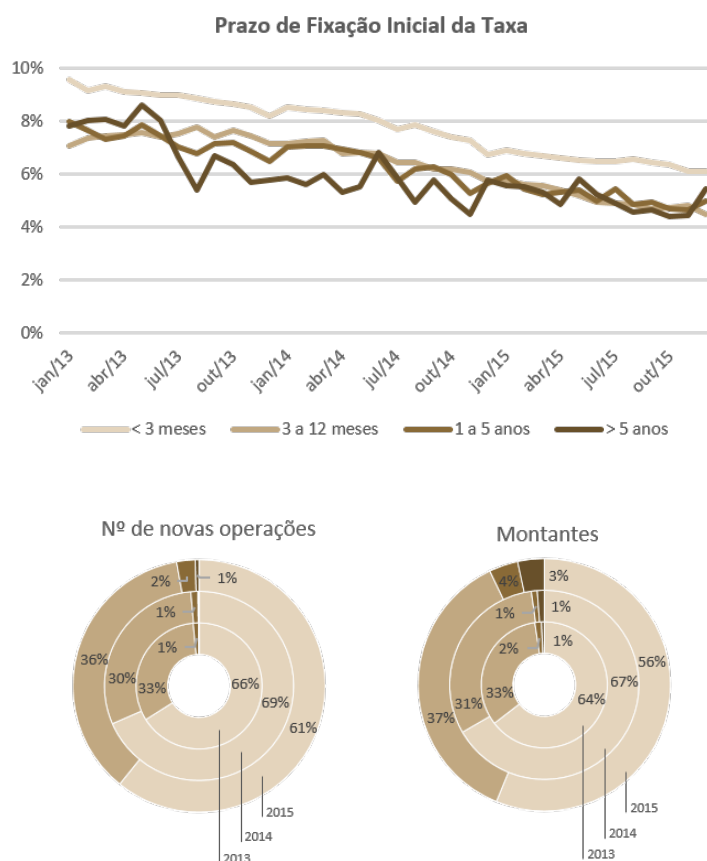 Prazo de Fixação Inicial da Taxa
10%
8%
6%
4%
2%
0%
jan/13 abr/13 jul/13 out/13 jan/14 abr/14 jul/14 out/14 jan/15 abr/15 jul/15 out/15
< 3 meses 3 a 12 meses 1 a 5 anos > 5 anos
Nº de novas operações
2% 1%
1%
1%
36% 30% 33% 66% 69% 61%
2015
2014
2013
Montantes
4% 3%
1% 1%
2% 1%
37% 31% 33% 64% 67% 56%
2015
2014
2013